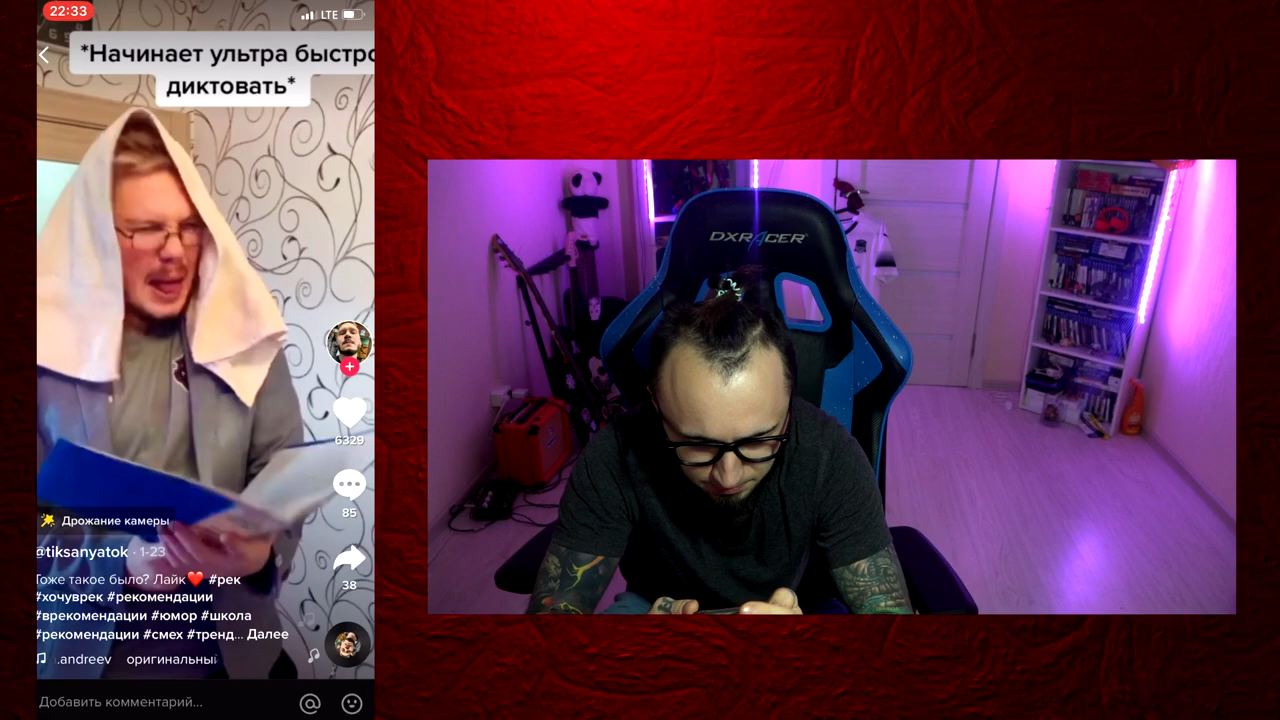 22:33
LTE
*Начинает ультра быстро
диктовать*
DXRACER
6329
85
38
Дрожание камеры
@tiksanyatok · 1-23
Тоже такое было? Лайк❤️ #рек
#хочуврек #рекомендации
#врекомендации #юмор #школа
#рекомендации #смех #тренд... Далее
.andreev оригинальный
Добавить комментарий...